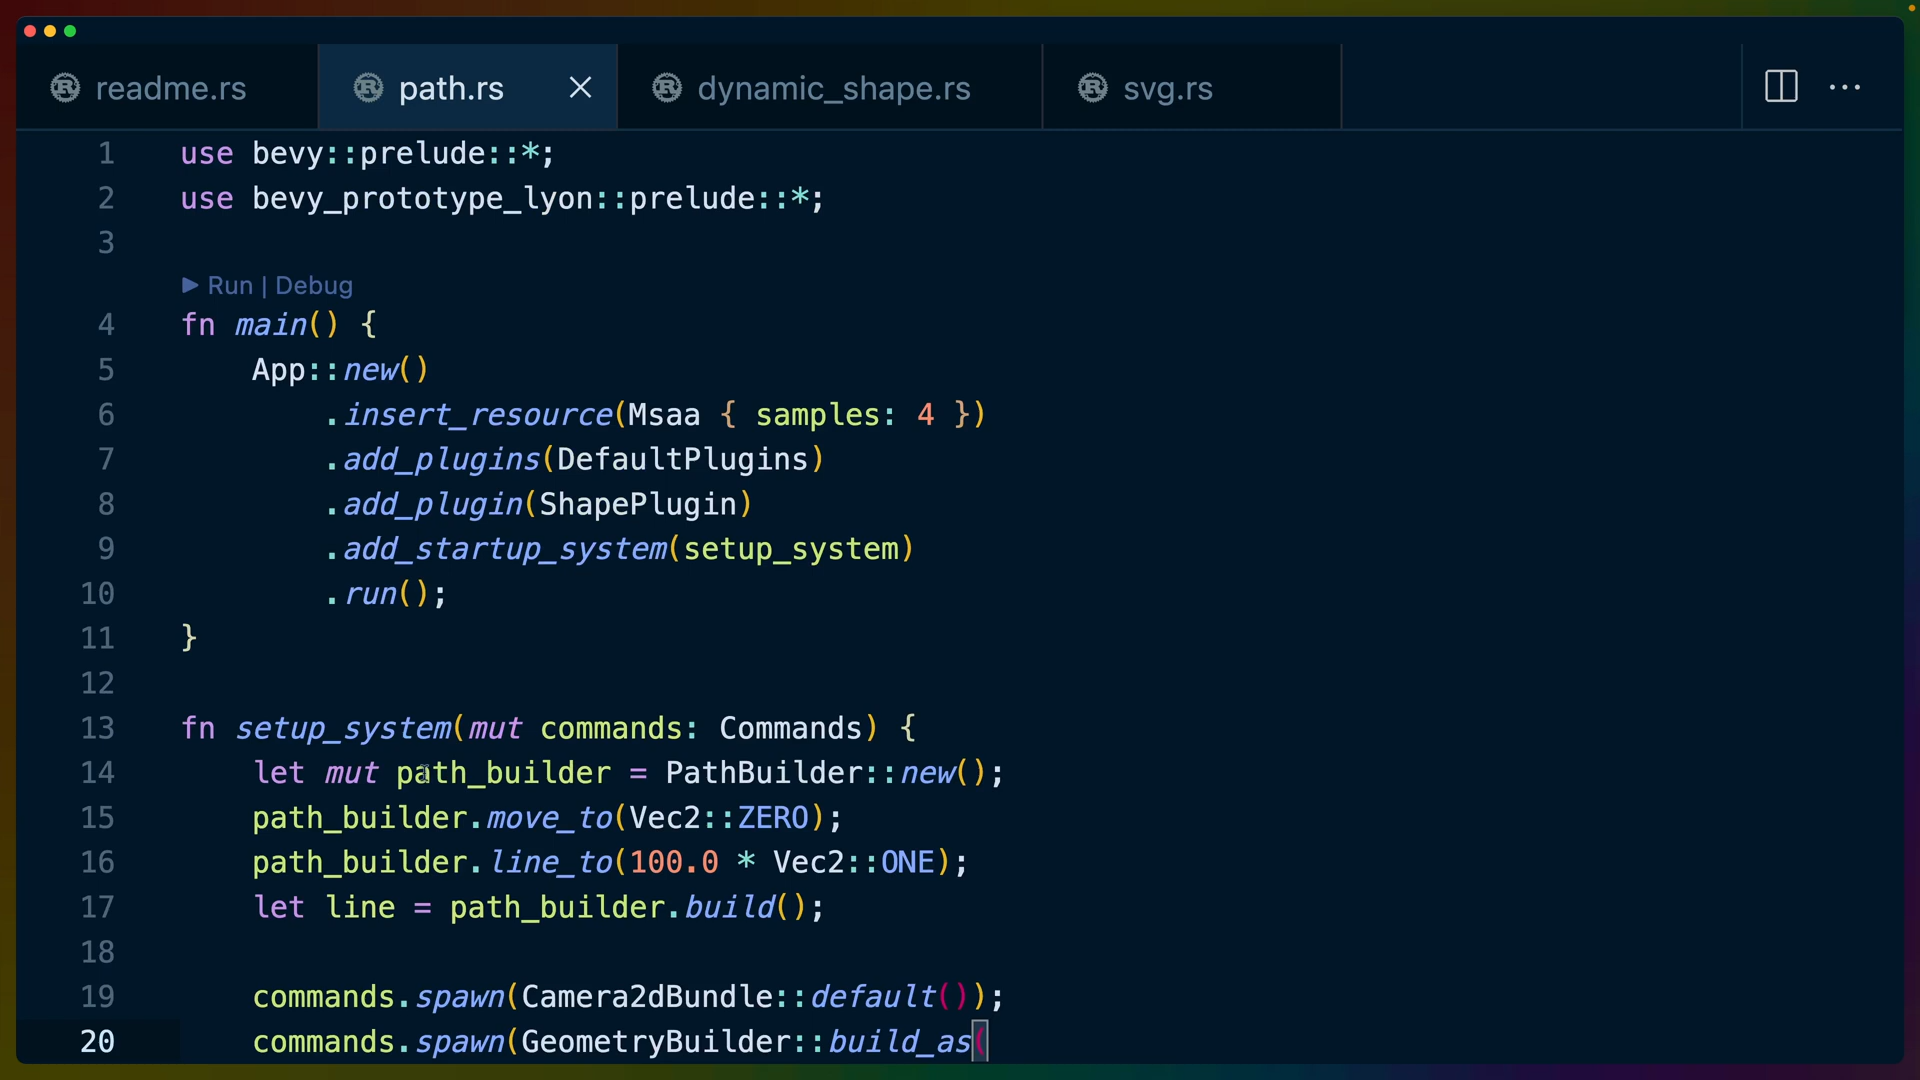 readme.rs
path.rs
dynamic_shape.rs
svg.rs
1 use bevy::prelude::*;
2 use bevy_prototype_lyon::prelude::*;
3
Run | Debug
4 fn main() {
5 App::new()
6 .insert_resource(Msaa { samples: 4 })
7 .add_plugins(DefaultPlugins)
8 .add_plugin(ShapePlugin)
9 .add_startup_system(setup_system)
10 .run();
11 }
12
13 fn setup_system(mut commands: Commands) {
14 let mut path_builder = PathBuilder::new();
15 path_builder.move_to(Vec2::ZERO);
16 path_builder.line_to(100.0 * Vec2::ONE);
17 let line = path_builder.build();
18
19 commands.spawn(Camera2dBundle::default());
20 commands.spawn(GeometryBuilder::build_as(